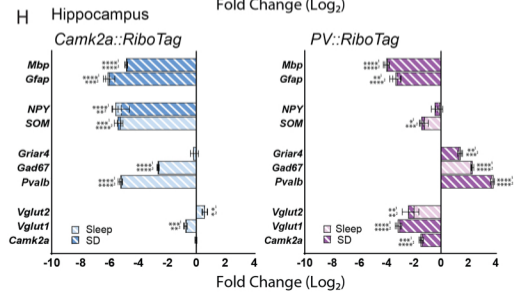 Fold Change (Log₂)
H Hippocampus
Camk2a::RiboTag
Mbp
Gfap
NPY
SOM
Griar4
Gad67
Pvalb
Vglut2
Vglut1
Camk2a
Sleep
SD
-10 -8 -6 -4 -2 0 2 4
PV::RiboTag
Mbp
Gfap
NPY
SOM
Griar4
Gad67
Pvalb
Vglut2
Vglut1
Camk2a
Sleep
SD
-10 -8 -6 -4 -2 0 2 4
Fold Change (Log₂)